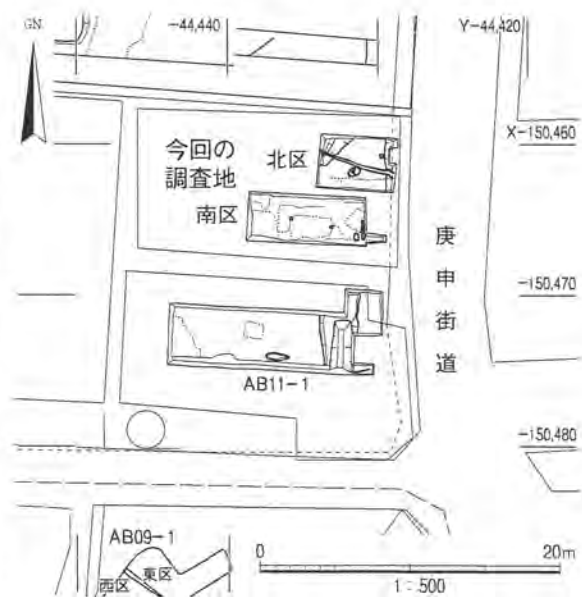 GN.
-44,440
Y-44,420
X-150,460
今回の
調査地
北区
南区
庚申街道
-150,470
AB11-1
-150,480
AB09-1
東区
西区
0
20m
1:500